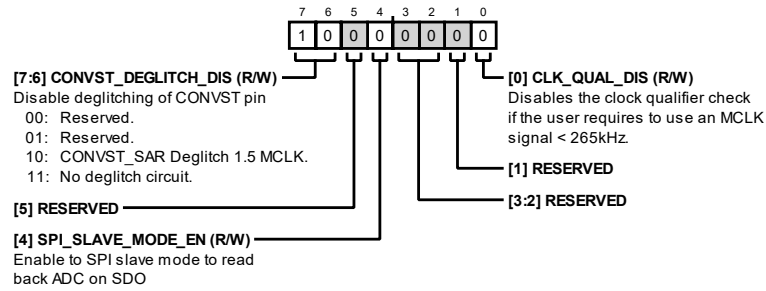 7 6 5 4 3 2 1 0
1 0 0 0 0 0 0 0
[7:6] CONVST_DEGLITCH_DIS (R/W)
Disable deglitching of CONVST pin
00: Reserved.
01: Reserved.
10: CONVST_SAR Deglitch 1.5 MCLK.
11: No deglitch circuit.
[5] RESERVED
[4] SPI_SLAVE_MODE_EN (R/W)
Enable to SPI slave mode to read
back ADC on SDO
[0] CLK_QUAL_DIS (R/W)
Disables the clock qualifier check
if the user requires to use an MCLK
signal < 265kHz.
[1] RESERVED
[3:2] RESERVED